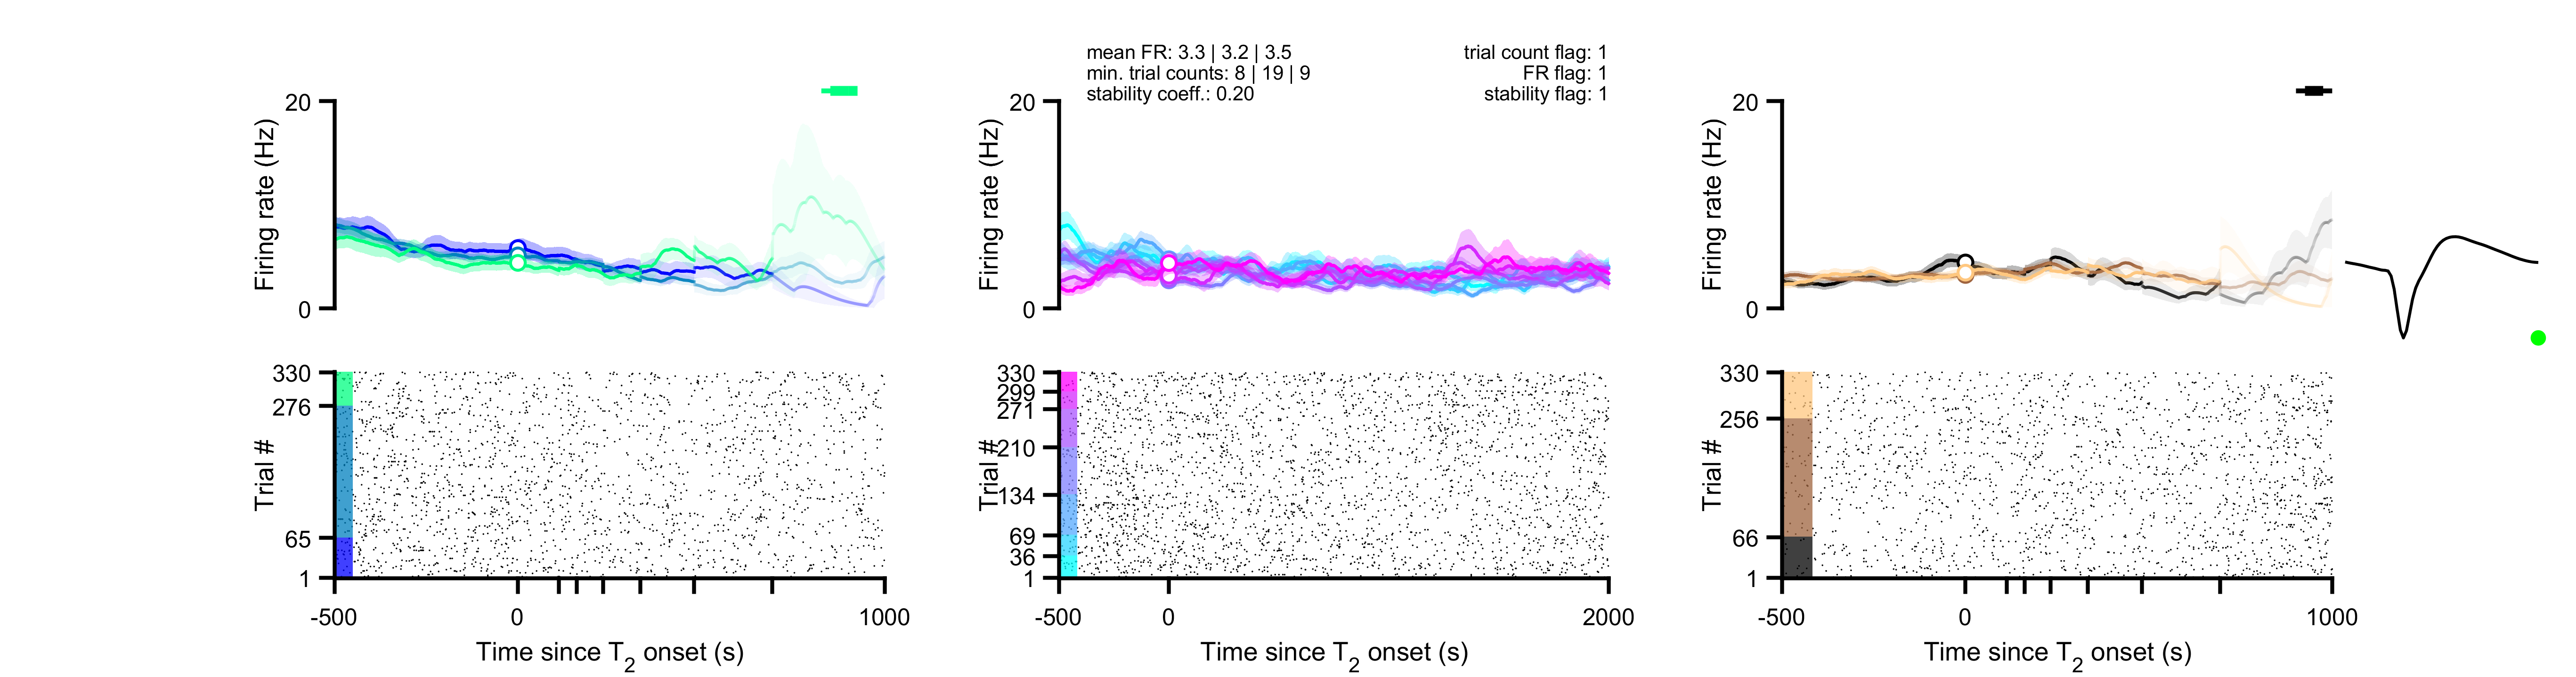 mean FR: 3.3 | 3.2 | 3.5
min. trial counts: 8 | 19 | 9
stability coeff.: 0.20
trial count flag: 1
FR flag: 1
stability flag: 1
Firing rate (Hz)
20
0
Firing rate (Hz)
20
0
Firing rate (Hz)
20
0
Trial #
330
276
65
1
-500
0
1000
Time since T2 onset (s)
Trial #
330
299
271
210
134
69
36
1
-500
0
2000
Time since T2 onset (s)
Trial #
330
256
66
1
-500
0
1000
Time since T2 onset (s)